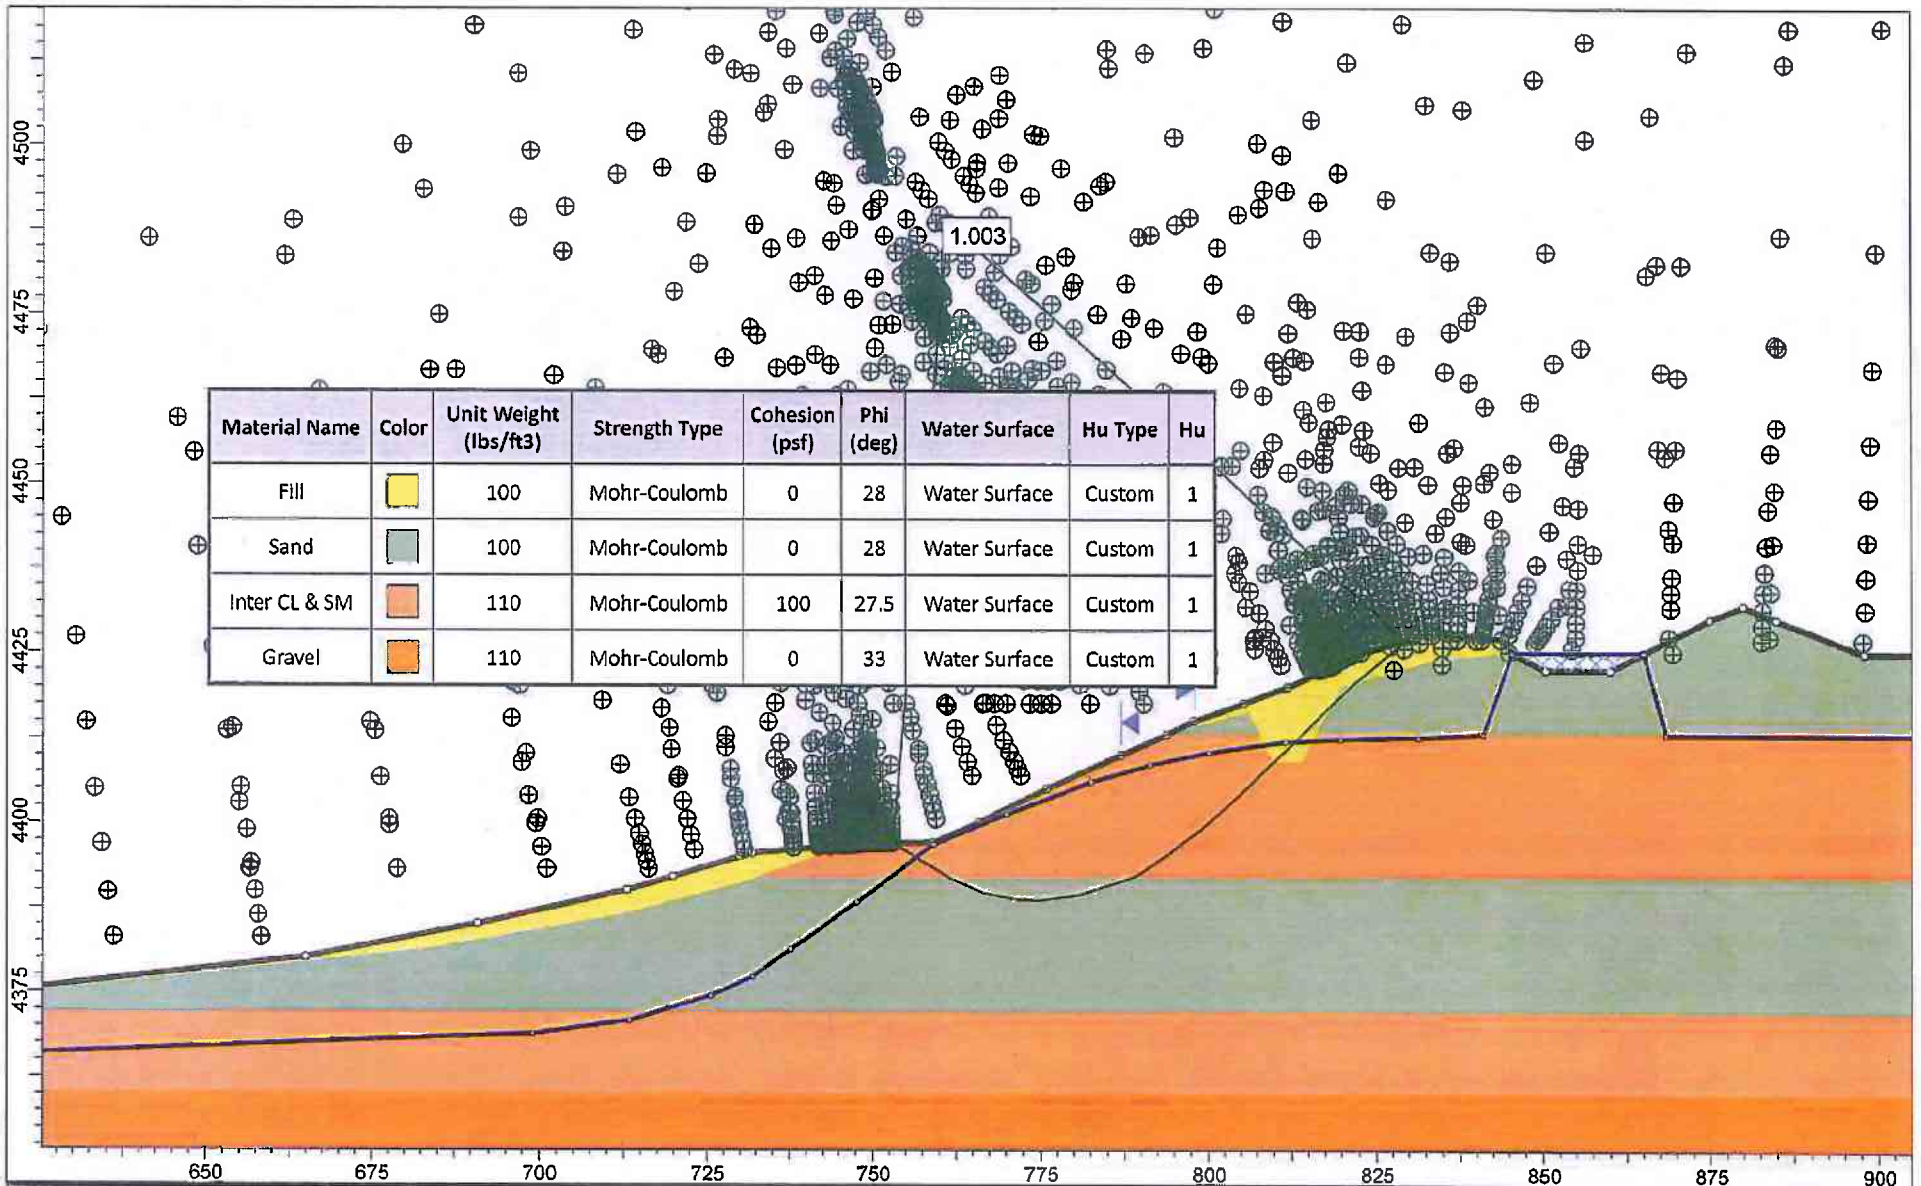 4500
4475
4450
4425
4400
4375
1.003
Material Name Color Unit Weight (lbs/ft3) Strength Type Cohesion (psf) Phi (deg) Water Surface Hu Type Hu
Fill 100 Mohr-Coulomb 0 28 Water Surface Custom 1
Sand 100 Mohr-Coulomb 0 28 Water Surface Custom 1
Inter CL & SM 110 Mohr-Coulomb 100 27.5 Water Surface Custom 1
Gravel 110 Mohr-Coulomb 0 33 Water Surface Custom 1
650 675 700 725 750 775 800 825 850 875 900